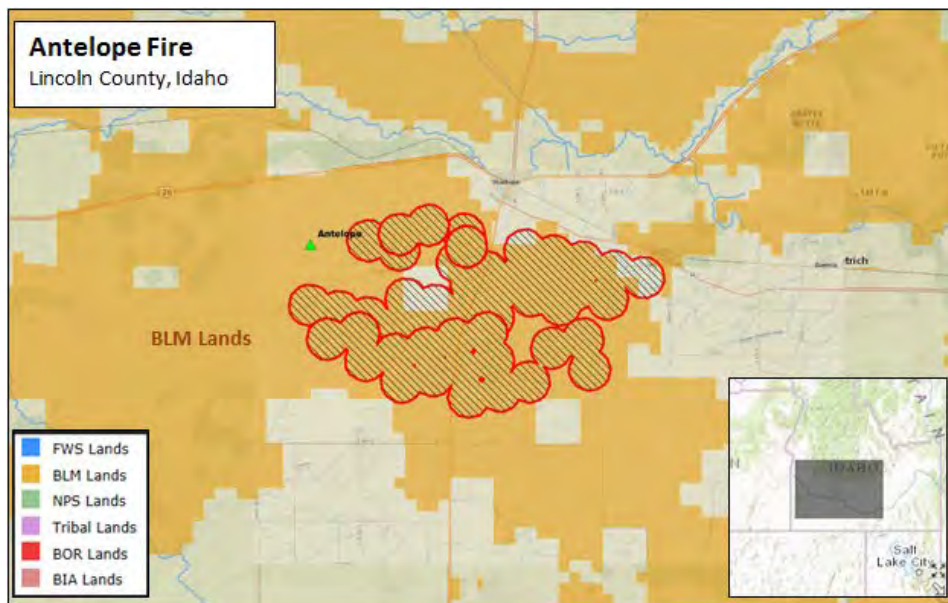 Antelope Fire
Lincoln County, Idaho
26
Antelope
trich
BLM Lands
FWS Lands
BLM Lands
NPS Lands
Tribal Lands
BOR Lands
BIA Lands
IDAHO
Salt
Lake City